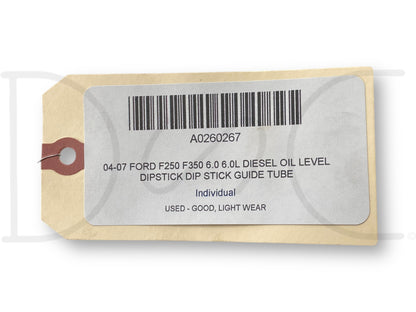 A0260267
04-07 FORD F250 F350 6.0 6.0L DIESEL OIL LEVEL
DIPSTICK DIP STICK GUIDE TUBE
Individual
USED - GOOD, LIGHT WEAR